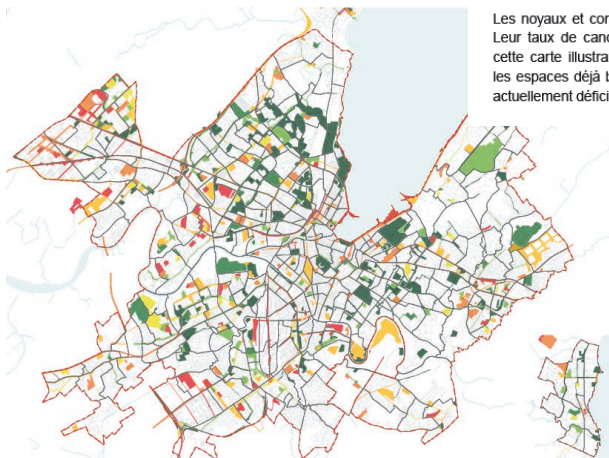 Les noyaux et cor
Leur taux de cano
cette carte illustra
les espaces déjà b
actuellement défici